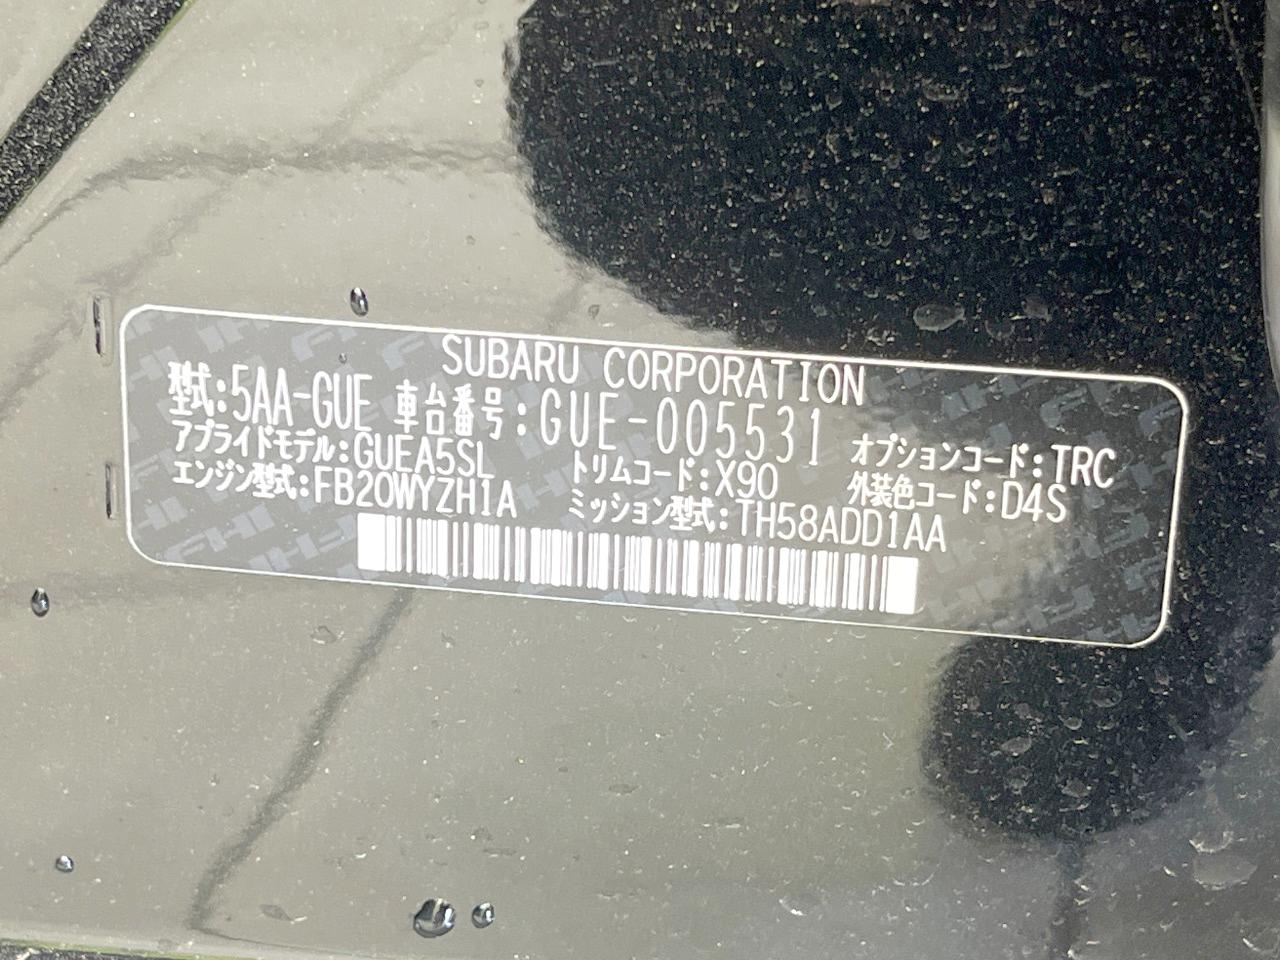 SUBARU CORPORATION
型式:5AA-GUE 車台番号:GUE-005531
アプライドモデル:GUEA5SL トリムコード:X90 オプションコード:TRC
エンジン型式:FB20WYZH1A ミッション型式:TH58ADD1AA 外装色コード:D4S